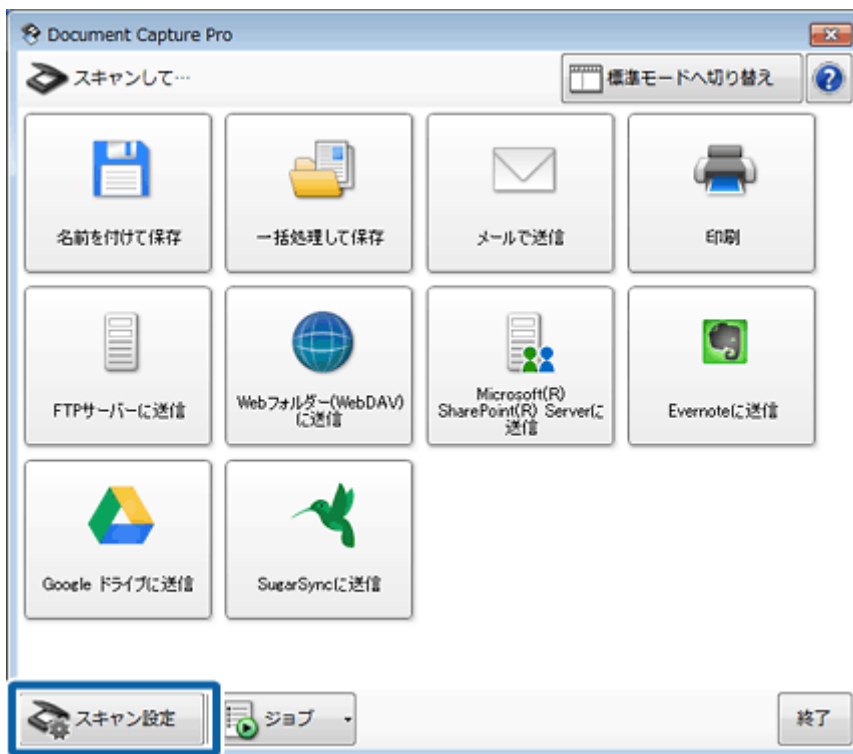 Document Capture Pro
スキャンして…
標準モードへ切り替え
?
名前を付けて保存
一括処理して保存
メールで送信
印刷
FTPサーバーに送信
Webフォルダー(WebDAV)
に送信
Microsoft(R)
SharePoint(R) Serverに
送信
Evernoteに送信
Google ドライブに送信
SugarSyncに送信
スキャン設定
ジョブ
終了